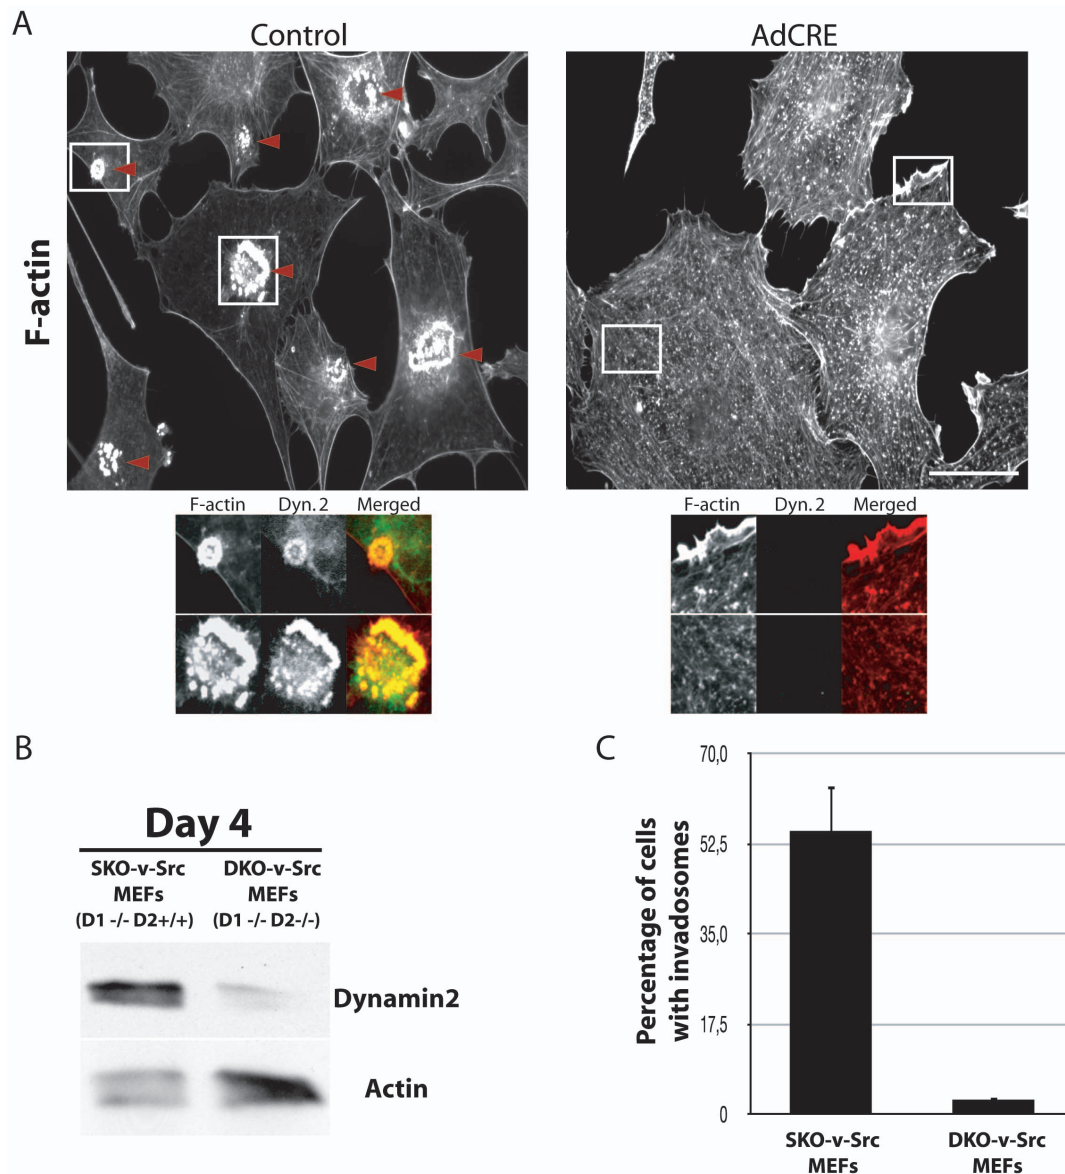 A
Control
AdCRE
F-actin
F-actin Dyn. 2 Merged
F-actin Dyn. 2 Merged
B
Day 4
SKO-v-Src
MEFs
(D1 -/- D2+/+)
DKO-v-Src
MEFs
(D1 -/- D2-/-)
Dynamin2
Actin
C
Percentage of cells
with invadosomes
70,0
52,5
35,0
17,5
0
SKO-v-Src
MEFs
DKO-v-Src
MEFs